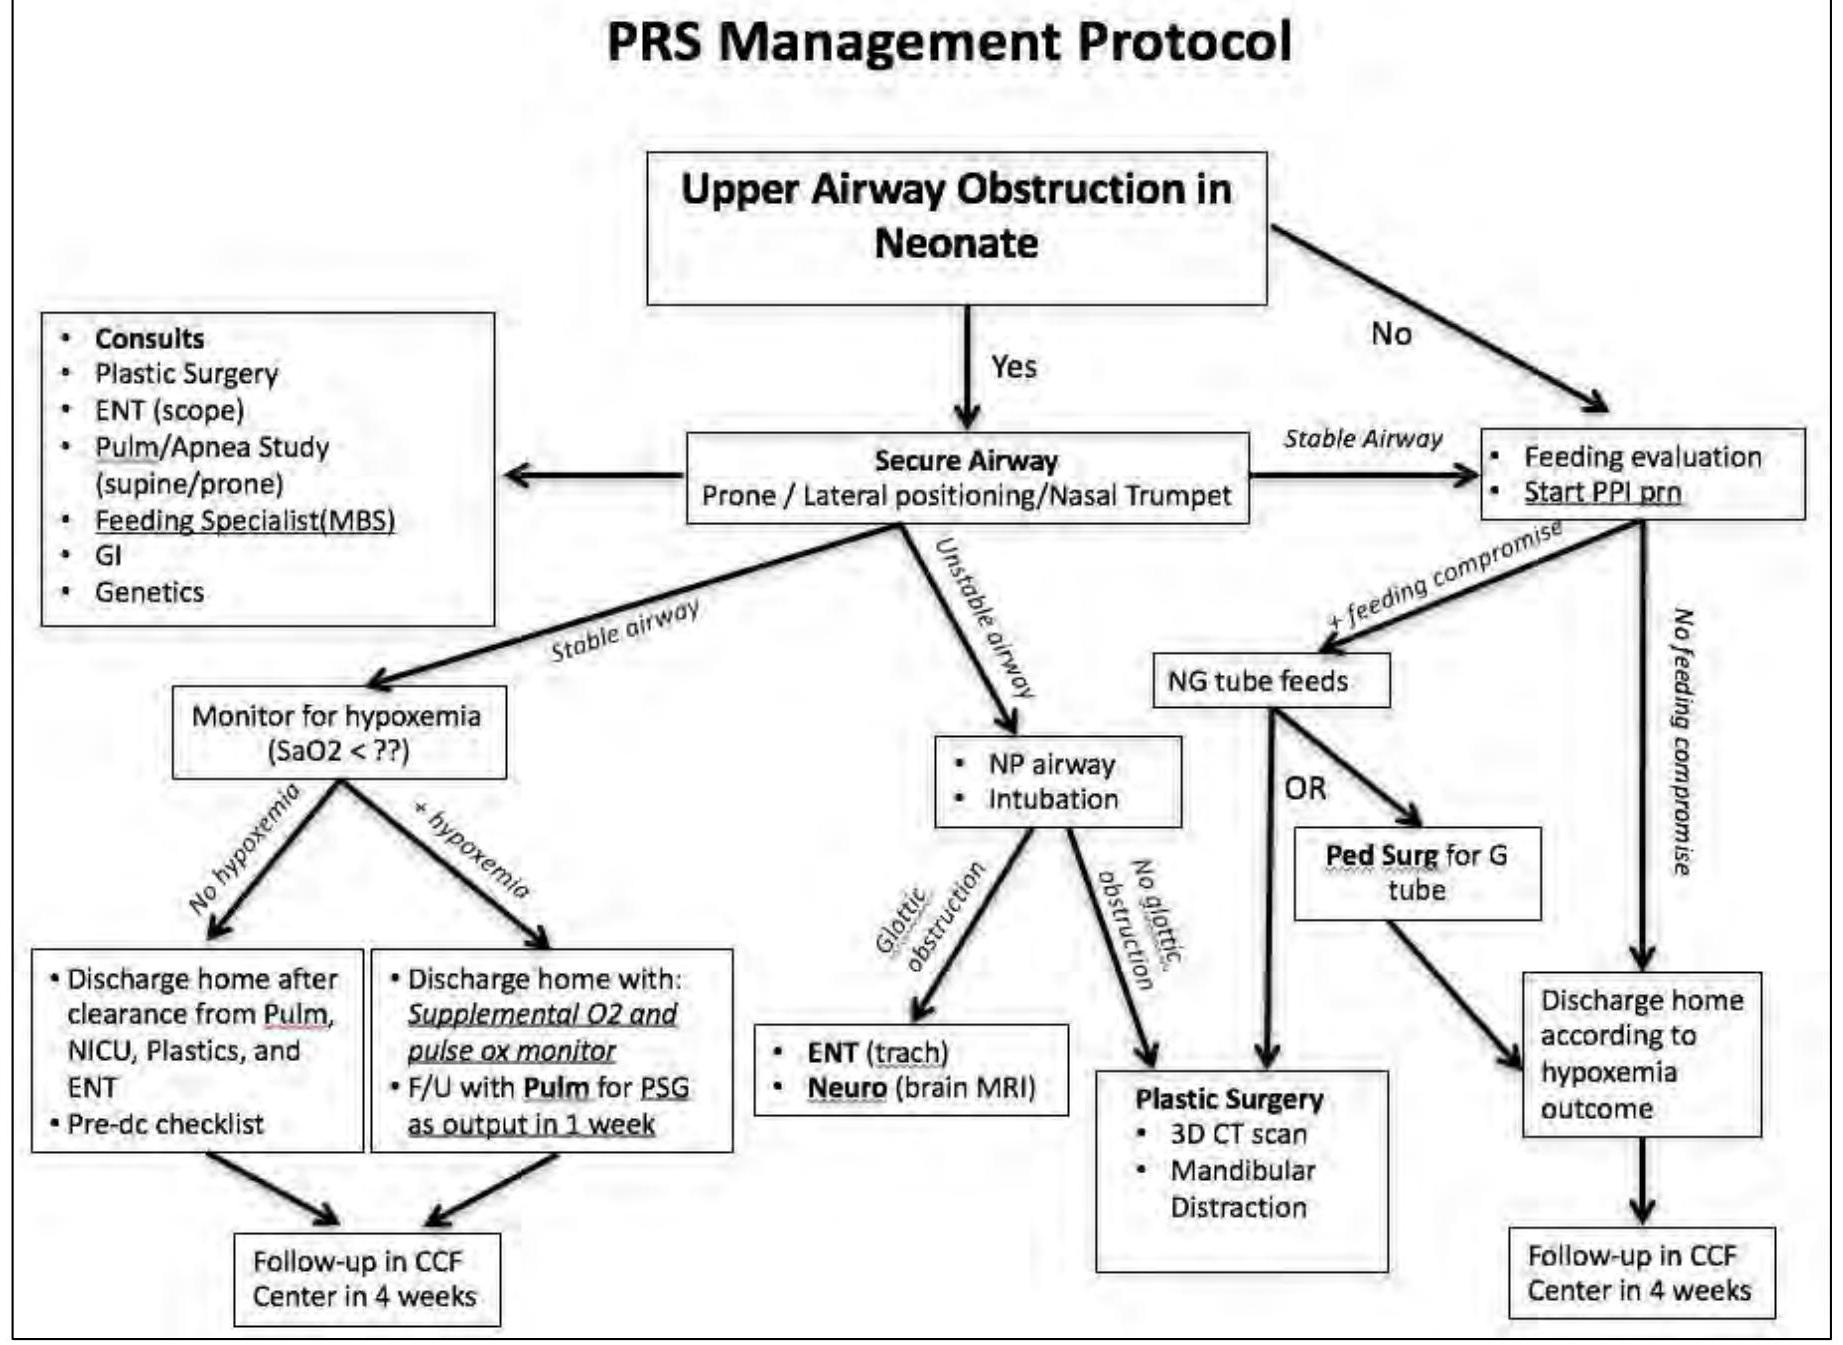 PRS Management Protocol
Upper Airway Obstruction in
Neonate
Yes
No
• Consults
• Plastic Surgery
• ENT (scope)
• Pulm/Apnea Study
(supine/prone)
• Feeding Specialist(MBS)
• GI
• Genetics
Secure Airway
Prone / Lateral positioning/Nasal Trumpet
Stable Airway
• Feeding evaluation
• Start PPI prn
Stable airway
Unstable airway
+ feeding compromise
No feeding compromise
Monitor for hypoxemia
(SaO2 < ??)
• NP airway
• Intubation
NG tube feeds
OR
Ped Surg for G
tube
No hypoxemia
+ hypoxemia
Glottic
obstruction
No glottic
obstruction
• Discharge home after
clearance from Pulm,
NICU, Plastics, and
ENT
• Pre-dc checklist
• Discharge home with:
Supplemental O2 and
pulse ox monitor
• F/U with Pulm for PSG
as output in 1 week
• ENT (trach)
• Neuro (brain MRI)
Plastic Surgery
• 3D CT scan
• Mandibular
Distraction
Discharge home
according to
hypoxemia
outcome
Follow-up in CCF
Center in 4 weeks
Follow-up in CCF
Center in 4 weeks